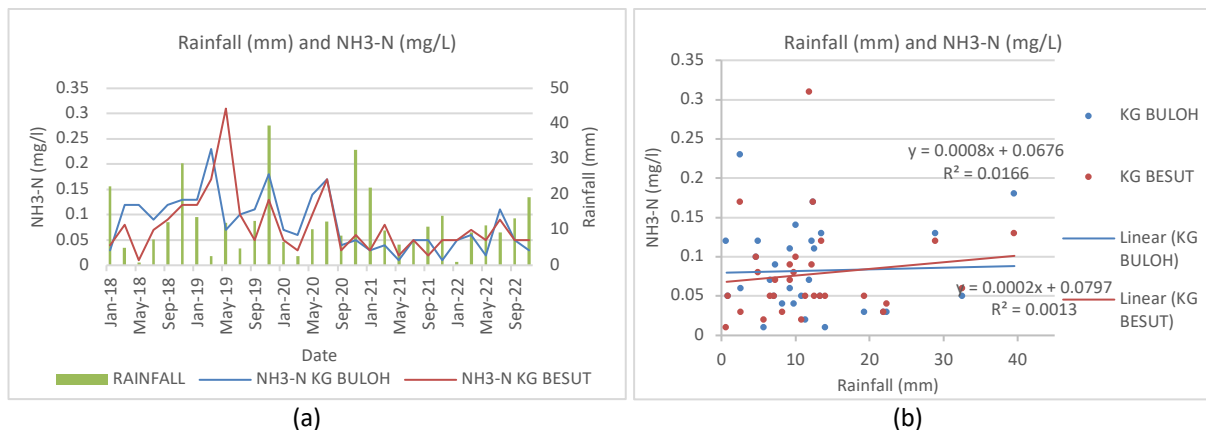 Rainfall (mm) and NH3-N (mg/L)
NH3-N (mg/l)
0.35
0.3
0.25
0.2
0.15
0.1
0.05
0
50
40
30
20
10
0
Rainfall (mm)
Jan-18
May-18
Sep-18
Jan-19
May-19
Sep-19
Jan-20
May-20
Sep-20
Jan-21
May-21
Sep-21
Jan-22
May-22
Sep-22
Date
RAINFALL
NH3-N KG BULOH
NH3-N KG BESUT
(a)
Rainfall (mm) and NH3-N (mg/L)
NH3-N (mg/l)
0.35
0.3
0.25
0.2
0.15
0.1
0.05
0
y = 0.0008x + 0.0676
R² = 0.0166
y = 0.0002x + 0.0797
R² = 0.0013
0
10
20
30
40
Rainfall (mm)
KG BULOH
KG BESUT
Linear (KG
BULOH)
Linear (KG
BESUT)
(b)